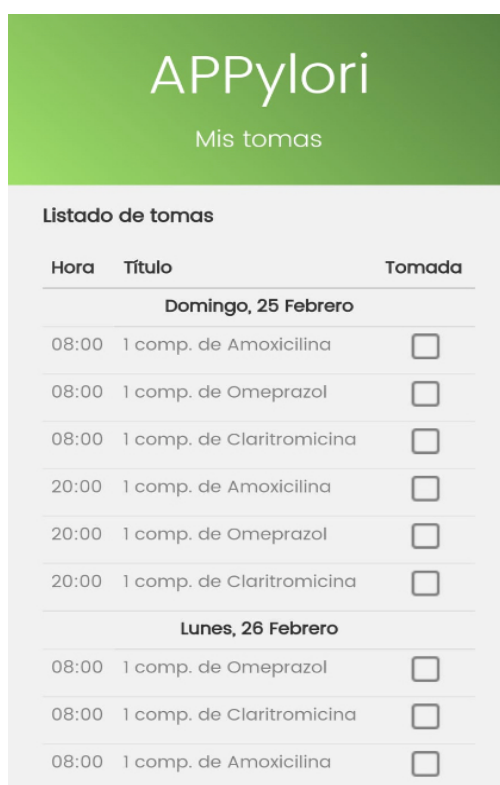 APPylori
Mis tomas
Listado de tomas
Hora Título Tomada
Domingo, 25 Febrero
08:00 1 comp. de Amoxicilina
08:00 1 comp. de Omeprazol
08:00 1 comp. de Claritromicina
20:00 1 comp. de Amoxicilina
20:00 1 comp. de Omeprazol
20:00 1 comp. de Claritromicina
Lunes, 26 Febrero
08:00 1 comp. de Omeprazol
08:00 1 comp. de Claritromicina
08:00 1 comp. de Amoxicilina